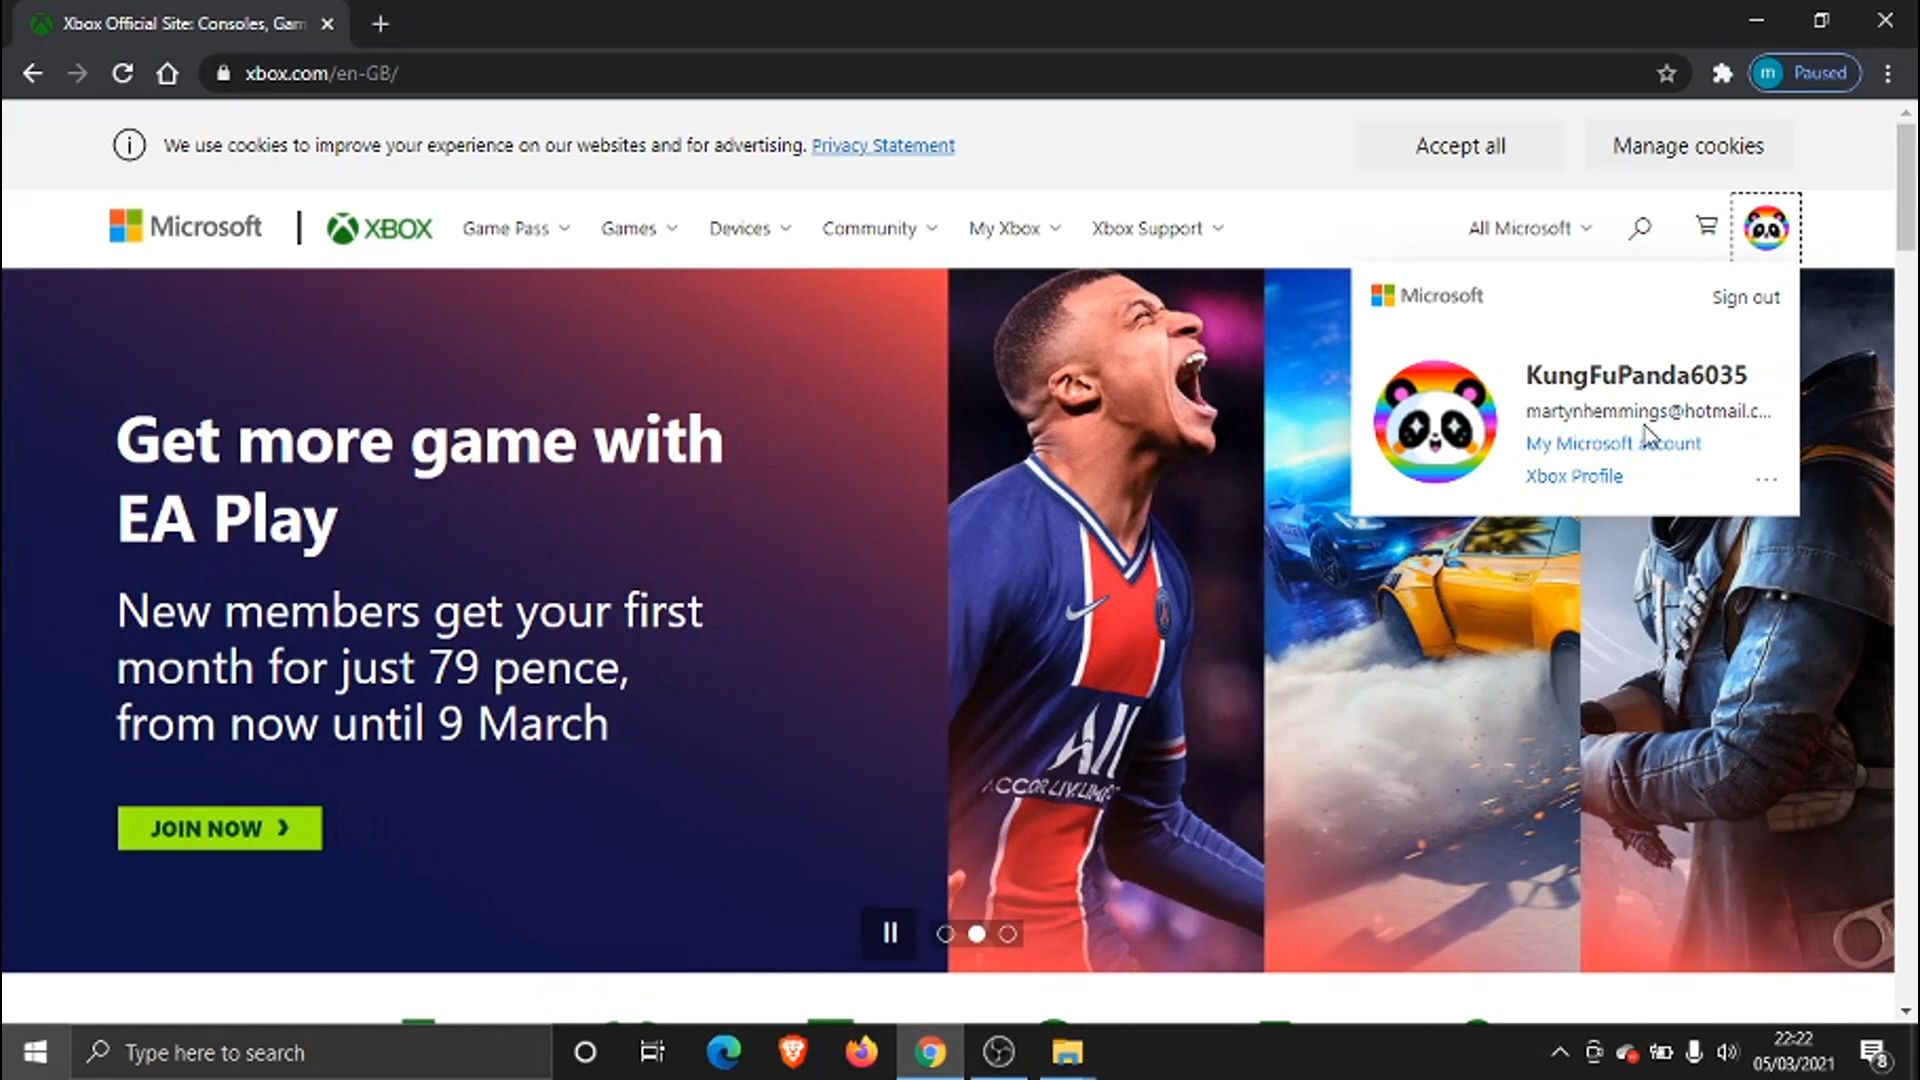 Xbox Official Site: Consoles, Gam
xbox.com/en-GB/
m Paused
We use cookies to improve your experience on our websites and for advertising. Privacy Statement
Accept all
Manage cookies
Microsoft
XBOX
Game Pass
Games
Devices
Community
My Xbox
Xbox Support
All Microsoft
Microsoft
Sign out
KungFuPanda6035
martynhemmings@hotmail.c...
My Microsoft account
Xbox Profile
...
Get more game with
EA Play
New members get your first
month for just 79 pence,
from now until 9 March
JOIN NOW
ACCOR LIVE LIMI
Type here to search
22:22
05/03/2021
8